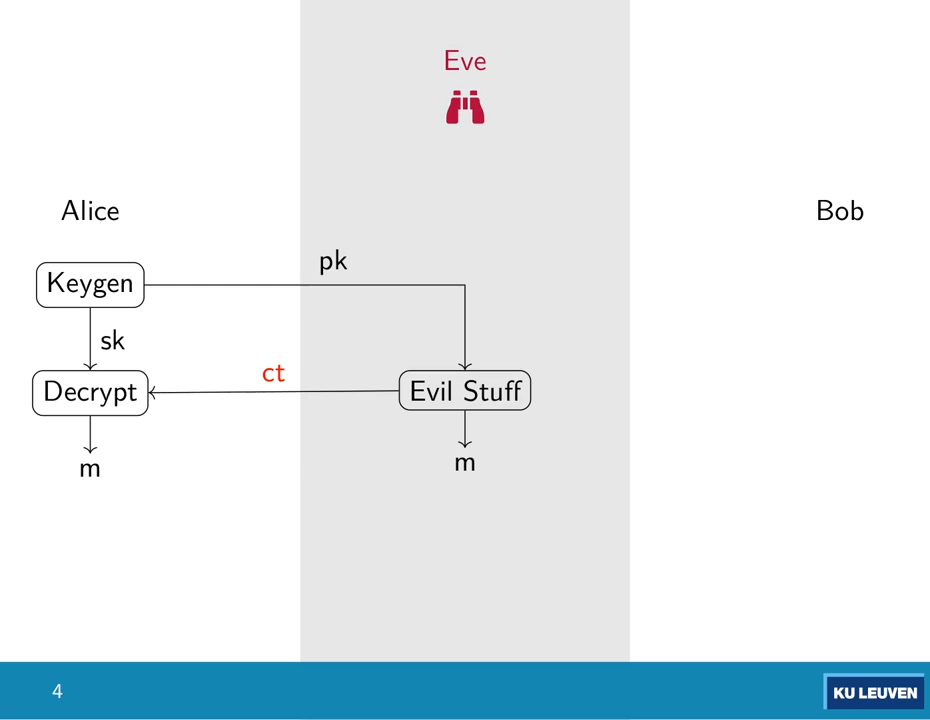 Eve
Alice
Bob
pk
Keygen
sk
ct
Decrypt
Evil Stuff
m
m
4
KU LEUVEN